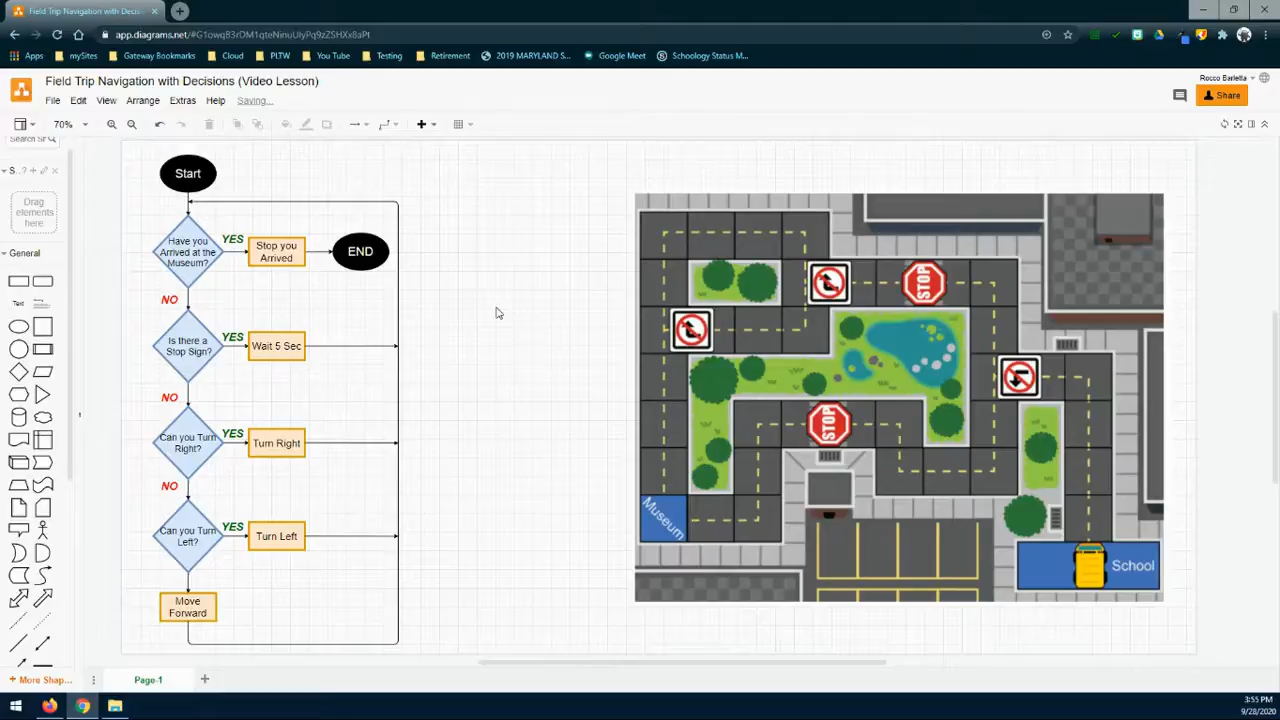 Field Trip Navigation with Decis
app.diagrams.net/#G1owqB3rDM1qteNinuUIyPq9zZSHXx8aPt
Apps
mySites
Gateway Bookmarks
Cloud
PLTW
You Tube
Testing
Retirement
2019 MARYLAND S...
Google Meet
Schoology Status M...
Field Trip Navigation with Decisions (Video Lesson)
Rocco Barletta
File Edit View Arrange Extras Help Saving...
Share
70%
Search Sh
S...
Drag
elements
here
General
Text
More Shap...
Start
Have you
Arrived at the
Museum?
YES
Stop you
Arrived
END
NO
Is there a
Stop Sign?
YES
Wait 5 Sec
NO
Can you Turn
Right?
YES
Turn Right
NO
Can you Turn
Left?
YES
Turn Left
Move
Forward
STOP
STOP
Museum
School
Page-1
3:55 PM
9/28/2020